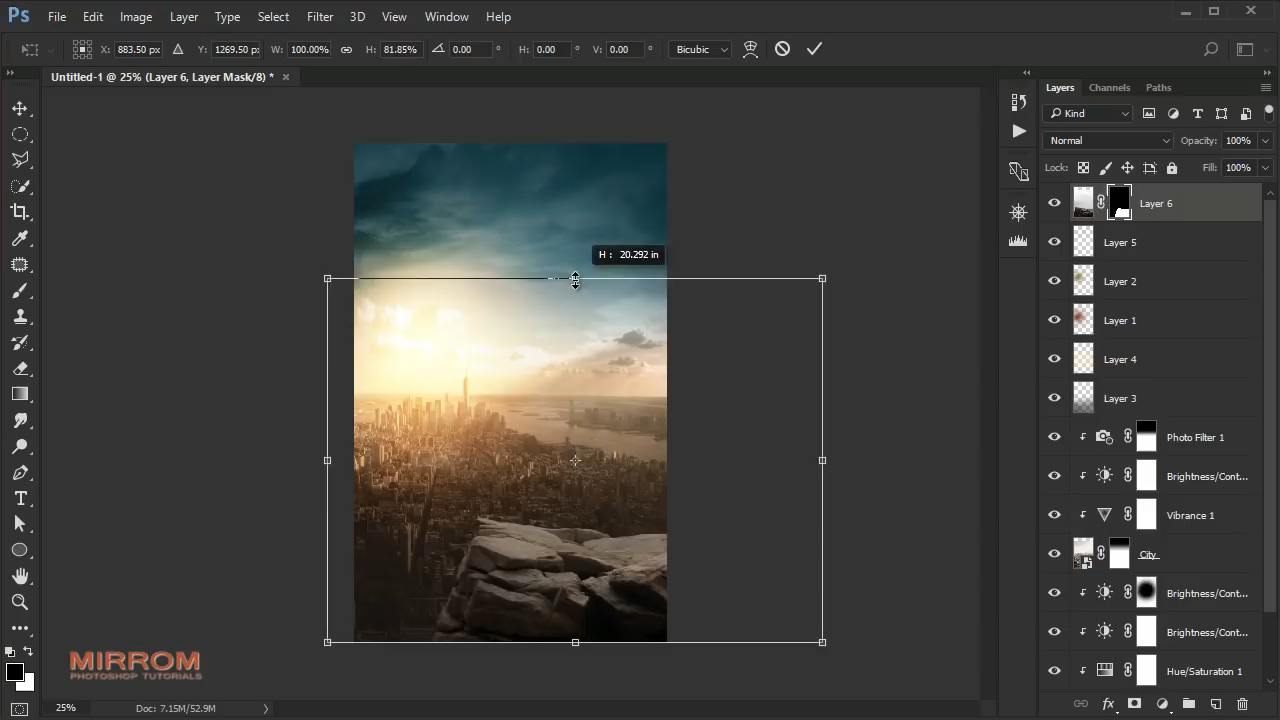 Ps File Edit Image Layer Type Select Filter 3D View Window Help
X: 883.50 px Y: 1269.50 px W: 100.00% H: 81.85% 0.00 ° H: 0.00 ° V: 0.00 ° Bicubic
Untitled-1 @ 25% (Layer 6, Layer Mask/8) * ×
Layers Channels Paths
Kind
Normal Opacity: 100%
Lock: Fill: 100%
Layer 6
Layer 5
H : 20.292 in
Layer 2
Layer 1
Layer 4
Layer 3
Photo Filter 1
Brightness/Cont...
Vibrance 1
City
Brightness/Cont...
Brightness/Cont...
Hue/Saturation 1
MIRROM
PHOTOSHOP TUTORIALS
25% Doc: 7.15M/52.9M